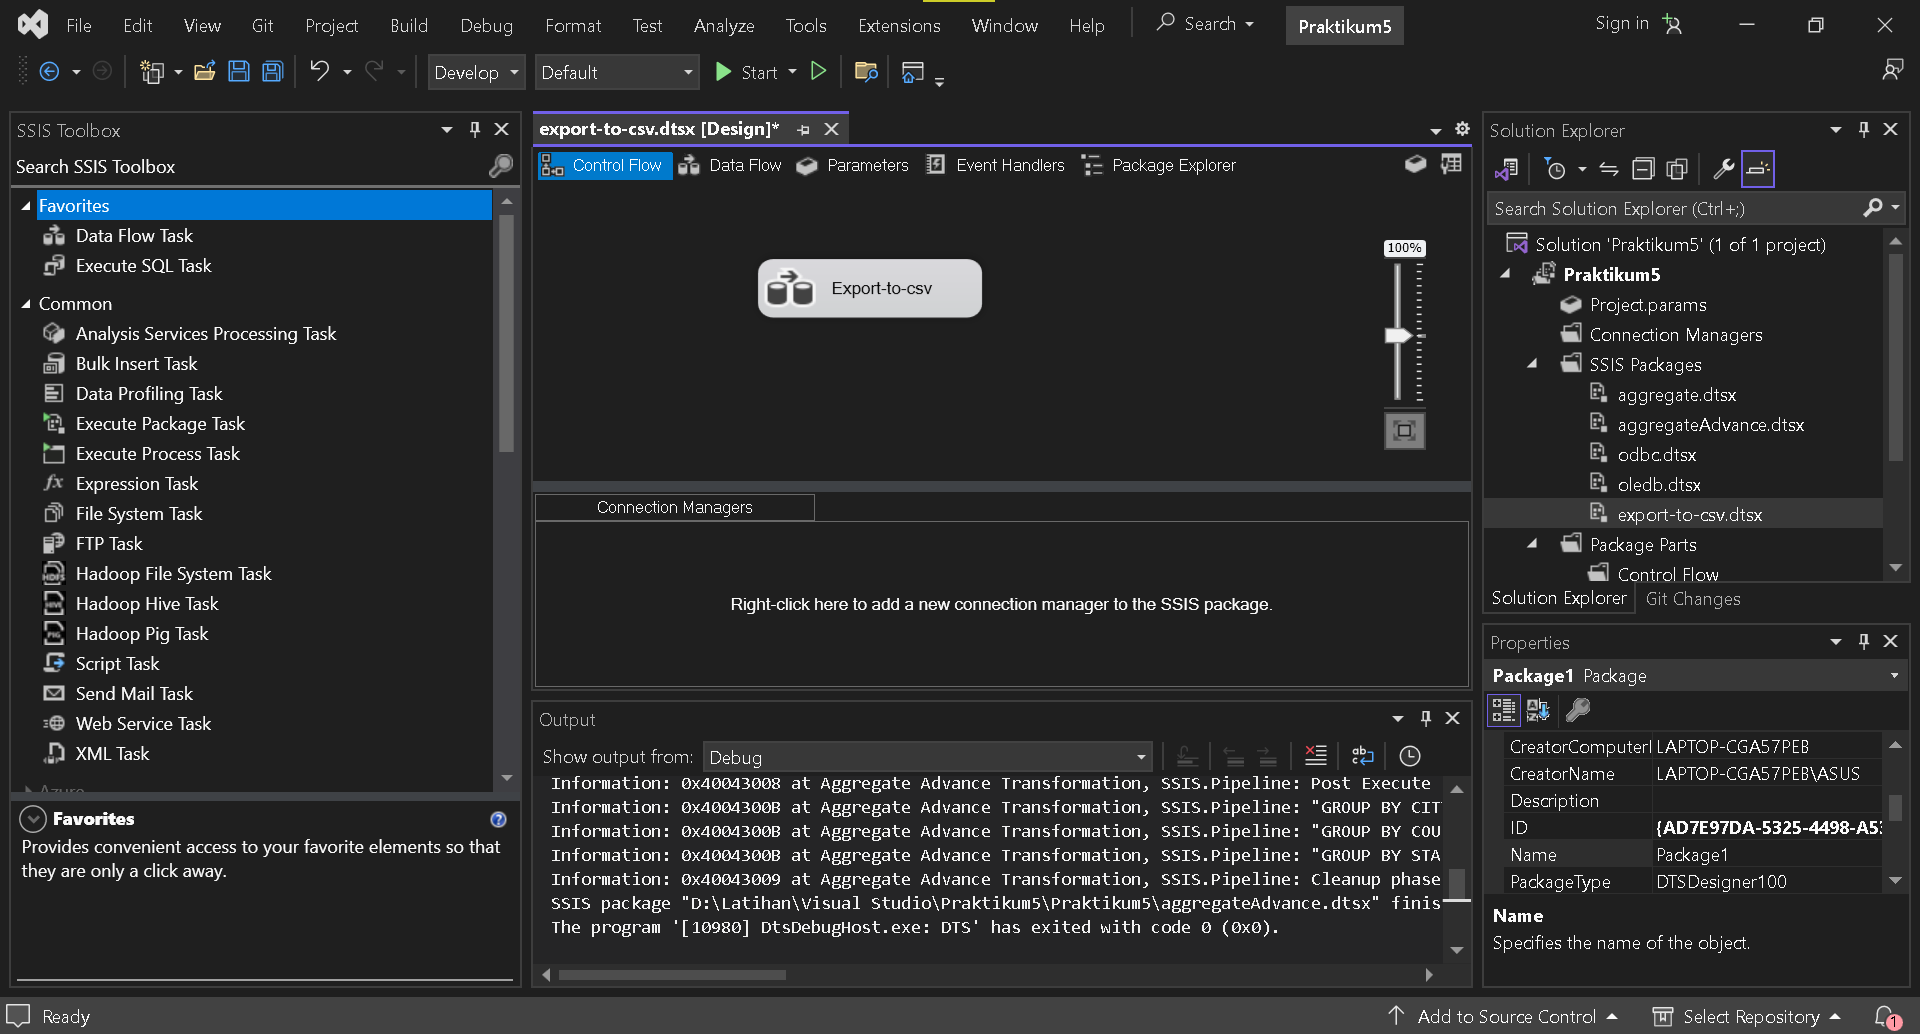 File Edit View Git Project Build Debug Format Test Analyze Tools Extensions Window Help Search Praktikum5 Sign in
Develop Default Start
SSIS Toolbox
Search SSIS Toolbox
Favorites
Data Flow Task
Execute SQL Task
Common
Analysis Services Processing Task
Bulk Insert Task
Data Profiling Task
Execute Package Task
Execute Process Task
Expression Task
File System Task
FTP Task
Hadoop File System Task
Hadoop Hive Task
Hadoop Pig Task
Script Task
Send Mail Task
Web Service Task
XML Task
Favorites
Provides convenient access to your favorite elements so that
they are only a click away.
export-to-csv.dtsx [Design]*
Control Flow Data Flow Parameters Event Handlers Package Explorer
100%
Export-to-csv
Connection Managers
Right-click here to add a new connection manager to the SSIS package.
Output
Show output from: Debug
Information: 0x40043008 at Aggregate Advance Transformation, SSIS.Pipeline: Post Execute
Information: 0x4004300B at Aggregate Advance Transformation, SSIS.Pipeline: "GROUP BY CIT
Information: 0x4004300B at Aggregate Advance Transformation, SSIS.Pipeline: "GROUP BY COU
Information: 0x4004300B at Aggregate Advance Transformation, SSIS.Pipeline: "GROUP BY STA
Information: 0x40043009 at Aggregate Advance Transformation, SSIS.Pipeline: Cleanup phase
SSIS package "D:\Latihan\Visual Studio\Praktikum5\Praktikum5\aggregateAdvance.dtsx" finis
The program '[10980] DtsDebugHost.exe: DTS' has exited with code 0 (0x0).
Solution Explorer
Search Solution Explorer (Ctrl+;)
Solution 'Praktikum5' (1 of 1 project)
Praktikum5
Project.params
Connection Managers
SSIS Packages
aggregate.dtsx
aggregateAdvance.dtsx
odbc.dtsx
oledb.dtsx
export-to-csv.dtsx
Package Parts
Control Flow
Solution Explorer Git Changes
Properties
Package1 Package
CreatorComputerI LAPTOP-CGA57PEB
CreatorName LAPTOP-CGA57PEB\ASUS
Description
ID {AD7E97DA-5325-4498-A53
Name Package1
PackageType DTSDesigner100
Name
Specifies the name of the object.
Ready Add to Source Control Select Repository 1